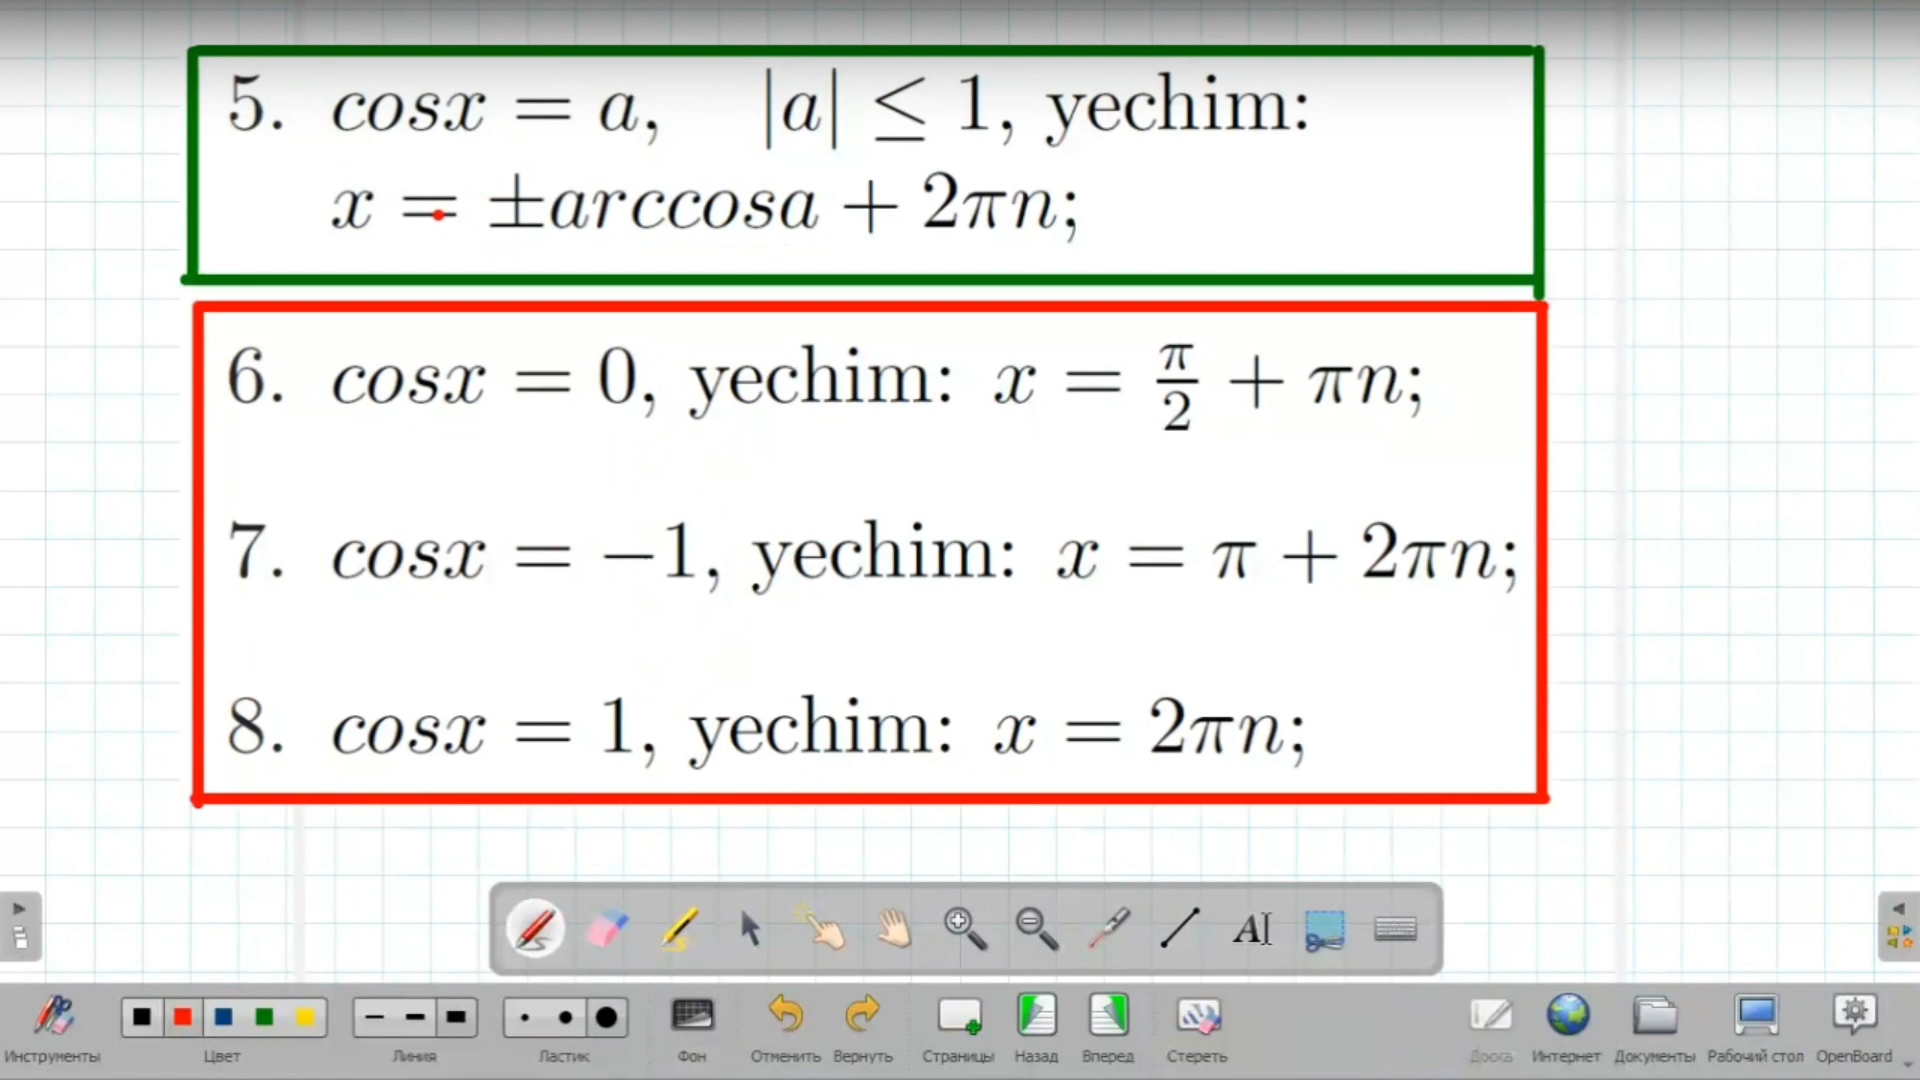 5. cosx = a, |a| ≤ 1, yechim:
x = ±arccosa + 2πn;
6. cosx = 0, yechim: x = π/2 + πn;
7. cosx = −1, yechim: x = π + 2πn;
8. cosx = 1, yechim: x = 2πn;
AI
Инструменты Цвет Линия Ластик Фон Отменить Вернуть Страницы Назад Вперед Стереть Доска Интернет Документы Рабочий стол OpenBoard